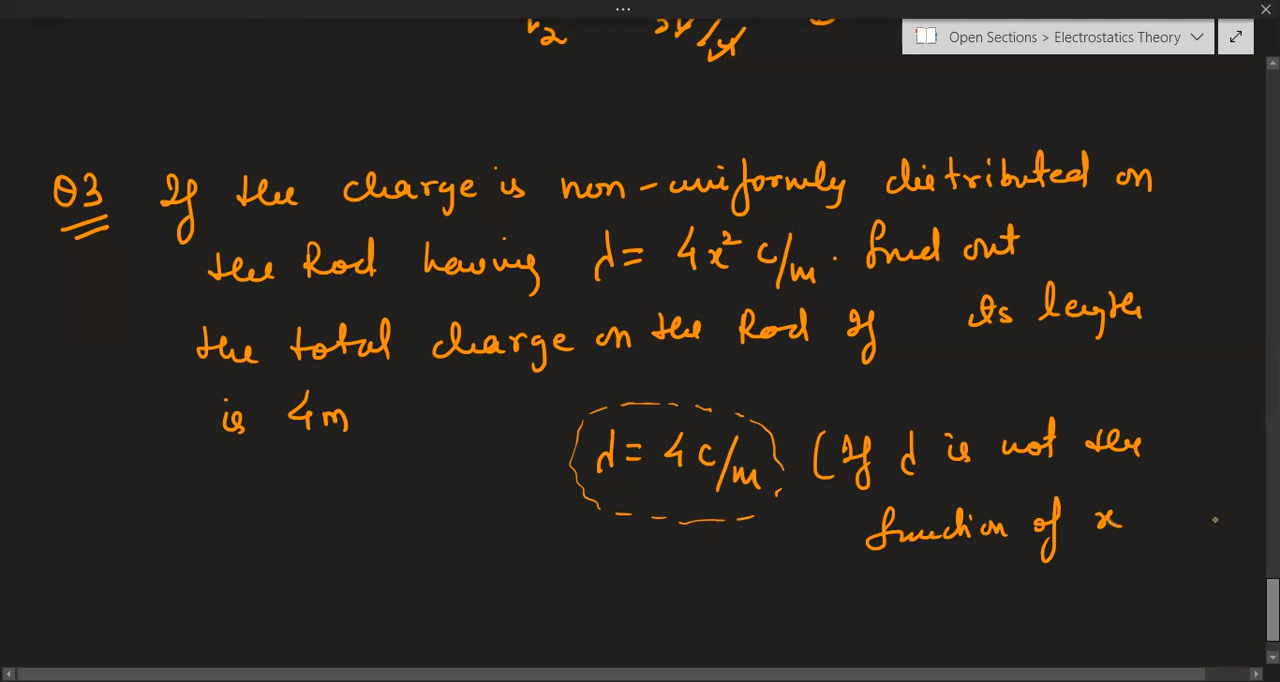 Open Sections > Electrostatics Theory
Q3 If the charge is non-uniformly distributed on
the Rod having λ = 4x² C/m. find out
the total charge on the Rod If its length
is 4m
λ = 4 C/m. (If λ is not the
function of x